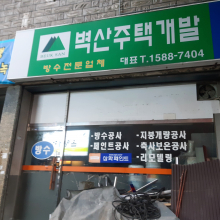 벽산주택개발
방수전문업체
대표 T.1588-7404
·방수공사
·지붕개량공사
·페인트공사
·축사보온공사
·리모델링
방수